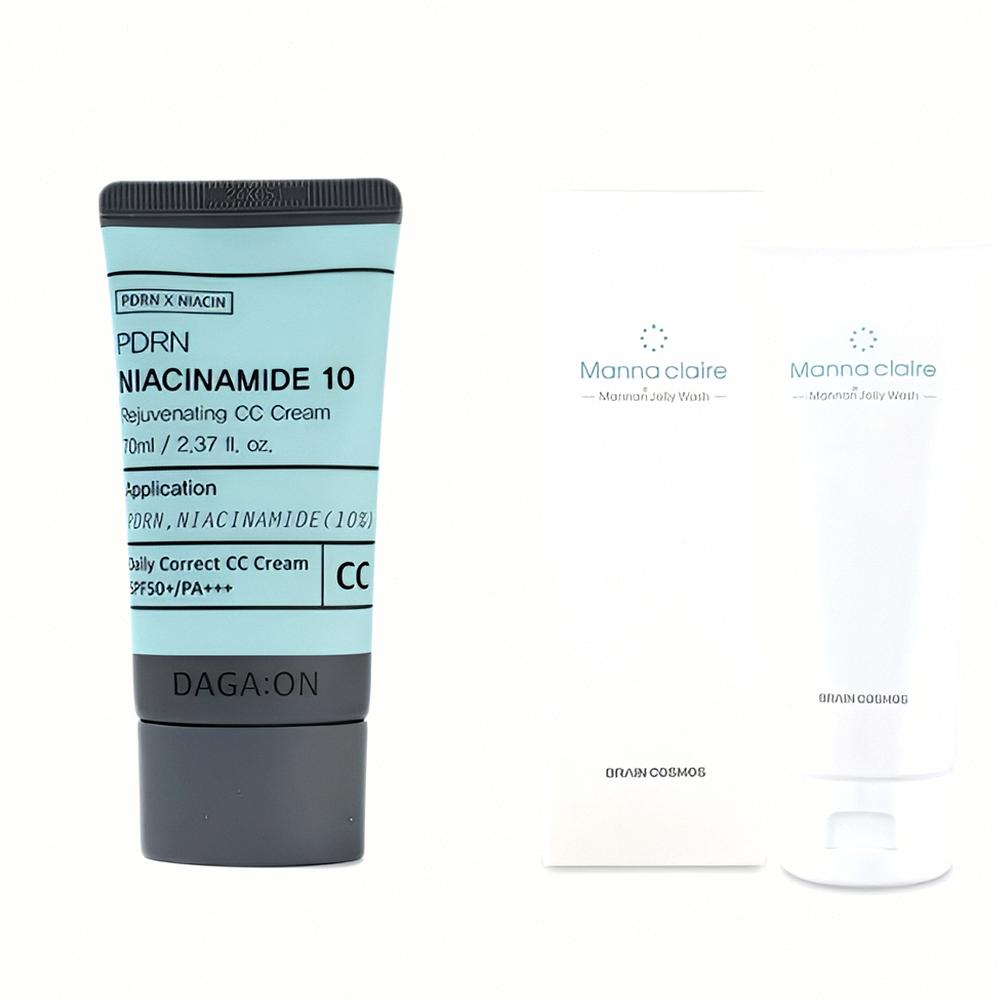 PDRN X NIACIN
PDRN
NIACINAMIDE 10
Rejuvenating CC Cream
70ml / 2.37 fl. oz.
Application
PDRN, NIACINAMIDE(10%)
Daily Correct CC Cream
SPF50+/PA+++
CC
DAGA:ON
Manna claire
Mannan Jelly Wash
BRAIN COSMOS
Manna claire
Mannan Jelly Wash
BRAIN COSMOS